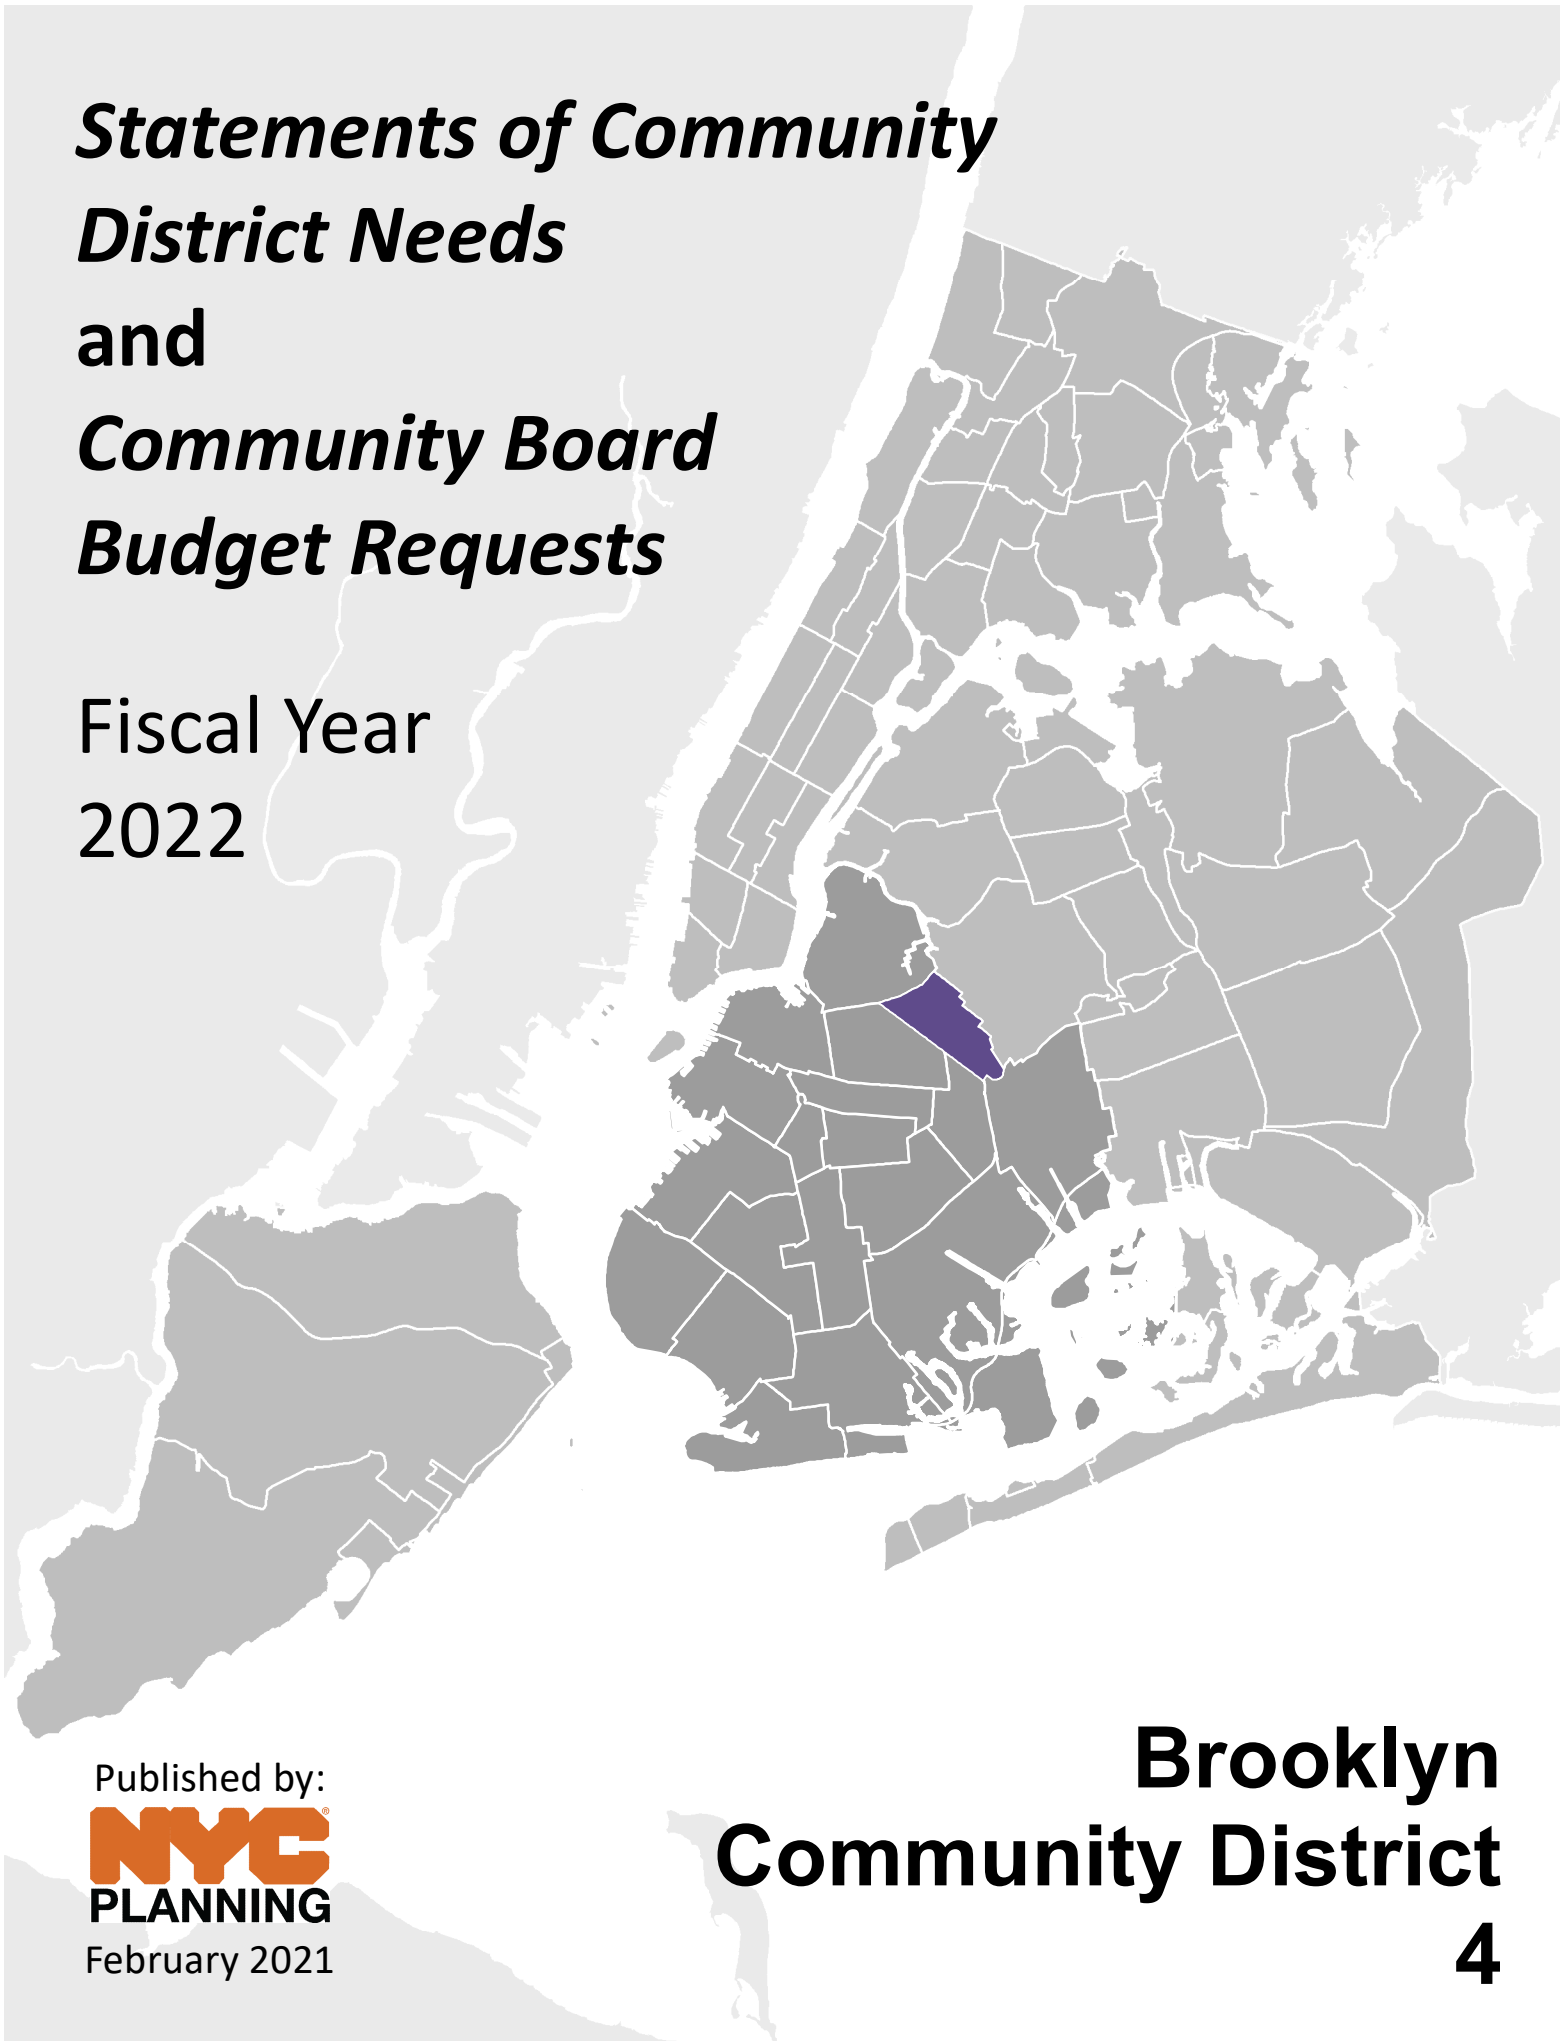 Statements of Community
District Needs
and
Community Board
Budget Requests
Fiscal Year
2022
Published by:
NYC®
PLANNING
February 2021
Brooklyn
Community District
4